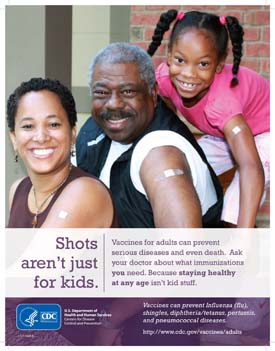 Shots
aren't just
for kids.
Vaccines for adults can prevent
serious diseases and even death. Ask
your doctor about what immunizations
you need. Because staying healthy
at any age isn't kid stuff.
CDC
U.S. Department of
Health and Human Services
Centers for Disease
Control and Prevention
Vaccines can prevent Influenza (flu),
shingles, diphtheria/tetanus, pertussis,
and pneumococcal diseases.
http://www.cdc.gov/vaccines/adults